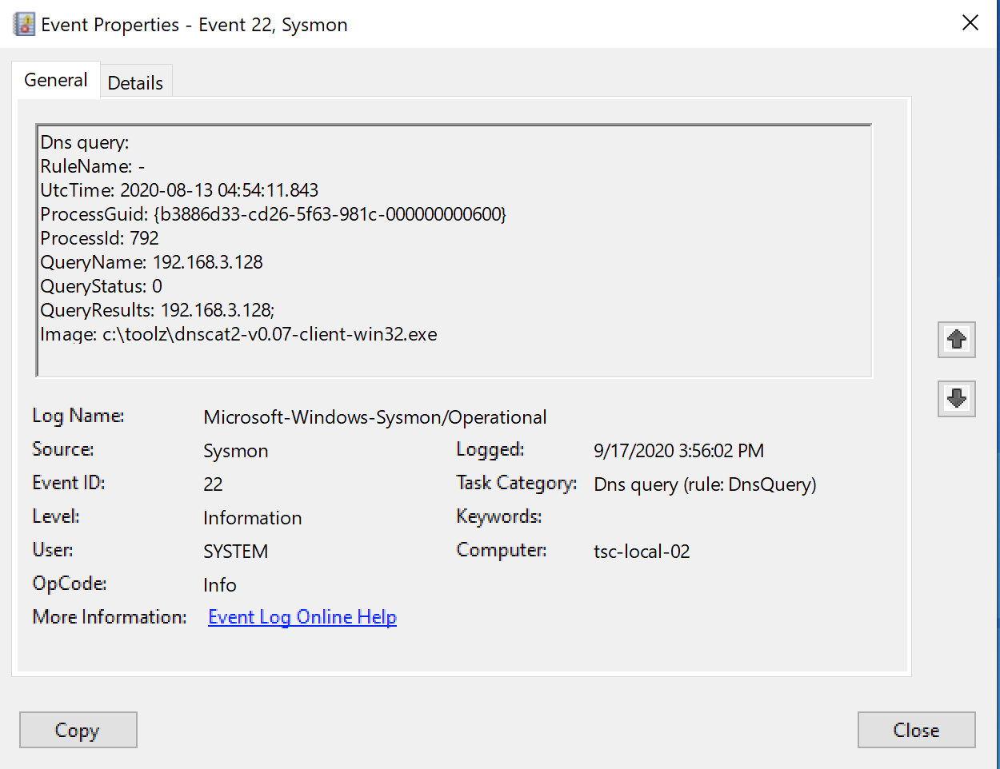 Event Properties - Event 22, Sysmon
General
Details
Dns query:
RuleName: -
UtcTime: 2020-08-13 04:54:11.843
ProcessGuid: {b3886d33-cd26-5f63-981c-000000000600}
ProcessId: 792
QueryName: 192.168.3.128
QueryStatus: 0
QueryResults: 192.168.3.128;
Image: c:\toolz\dnscat2-v0.07-client-win32.exe
Log Name: Microsoft-Windows-Sysmon/Operational
Source: Sysmon Logged: 9/17/2020 3:56:02 PM
Event ID: 22 Task Category: Dns query (rule: DnsQuery)
Level: Information Keywords:
User: SYSTEM Computer: tsc-local-02
OpCode: Info
More Information: Event Log Online Help
Copy
Close